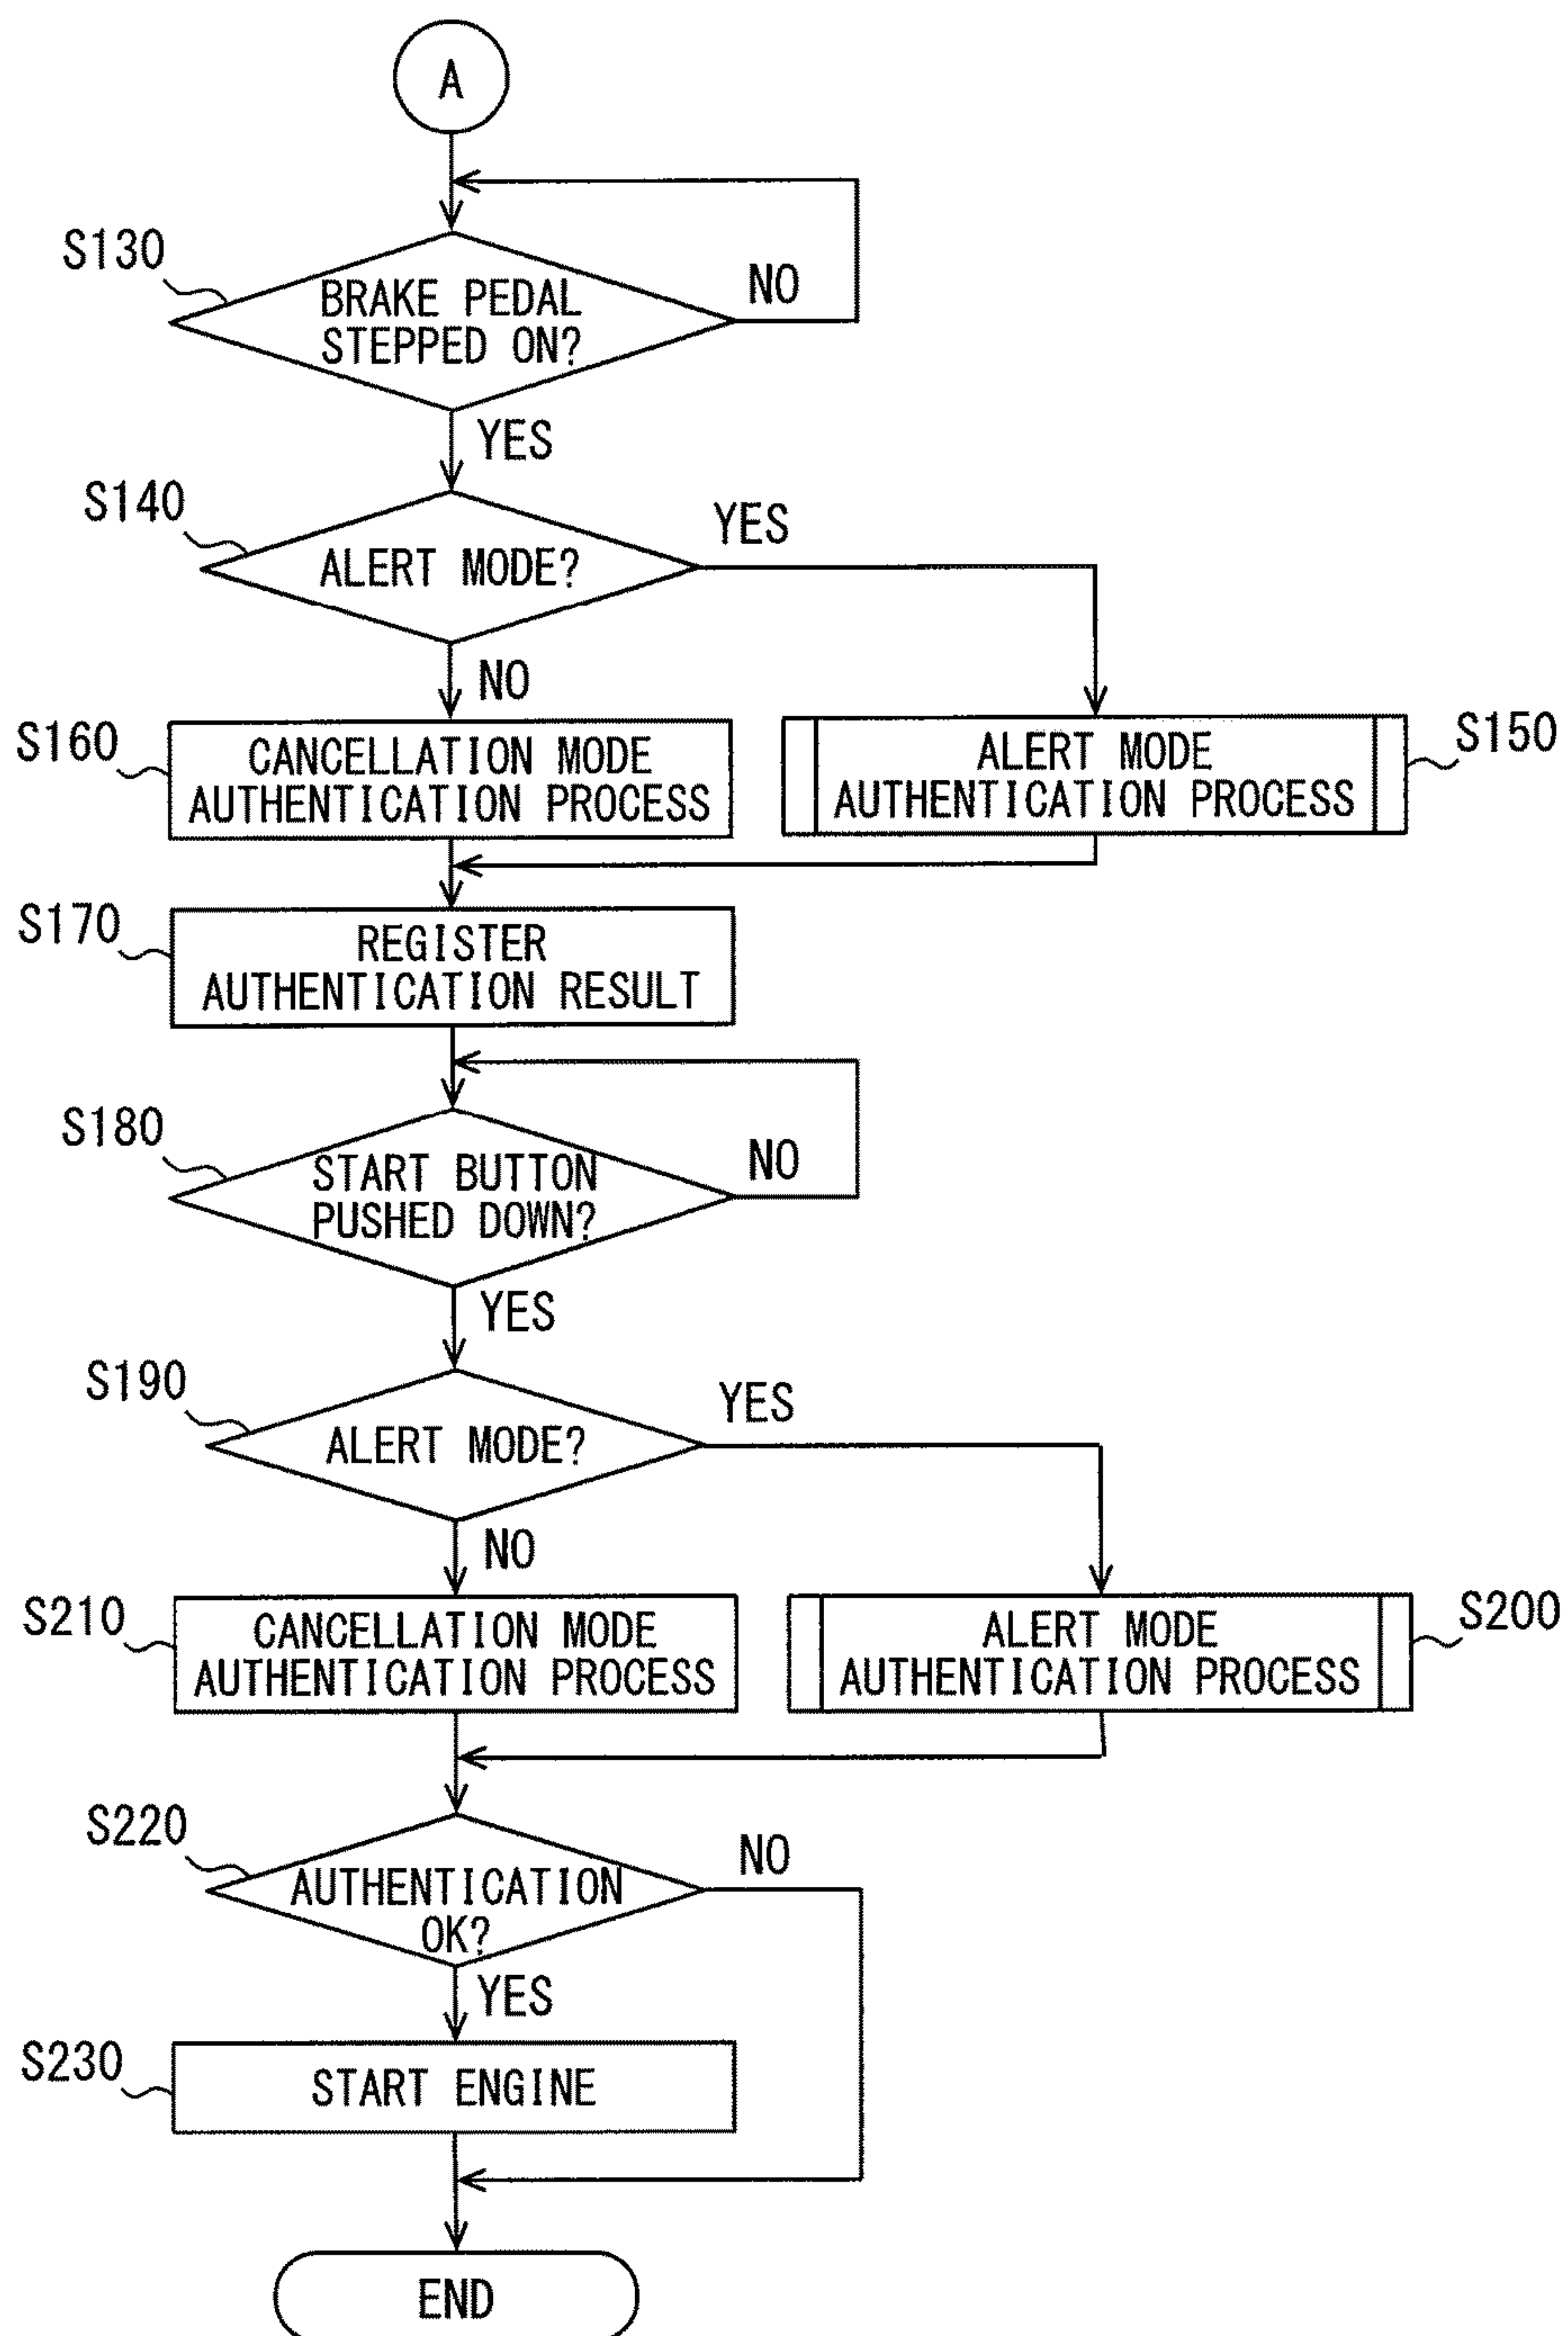 A
S130
BRAKE PEDAL
STEPPED ON?
NO
YES
S140
ALERT MODE?
YES
NO
S160
CANCELLATION MODE
AUTHENTICATION PROCESS
ALERT MODE
AUTHENTICATION PROCESS
S150
S170
REGISTER
AUTHENTICATION RESULT
S180
START BUTTON
PUSHED DOWN?
NO
YES
S190
ALERT MODE?
YES
NO
S210
CANCELLATION MODE
AUTHENTICATION PROCESS
ALERT MODE
AUTHENTICATION PROCESS
S200
S220
AUTHENTICATION
OK?
NO
YES
S230
START ENGINE
END